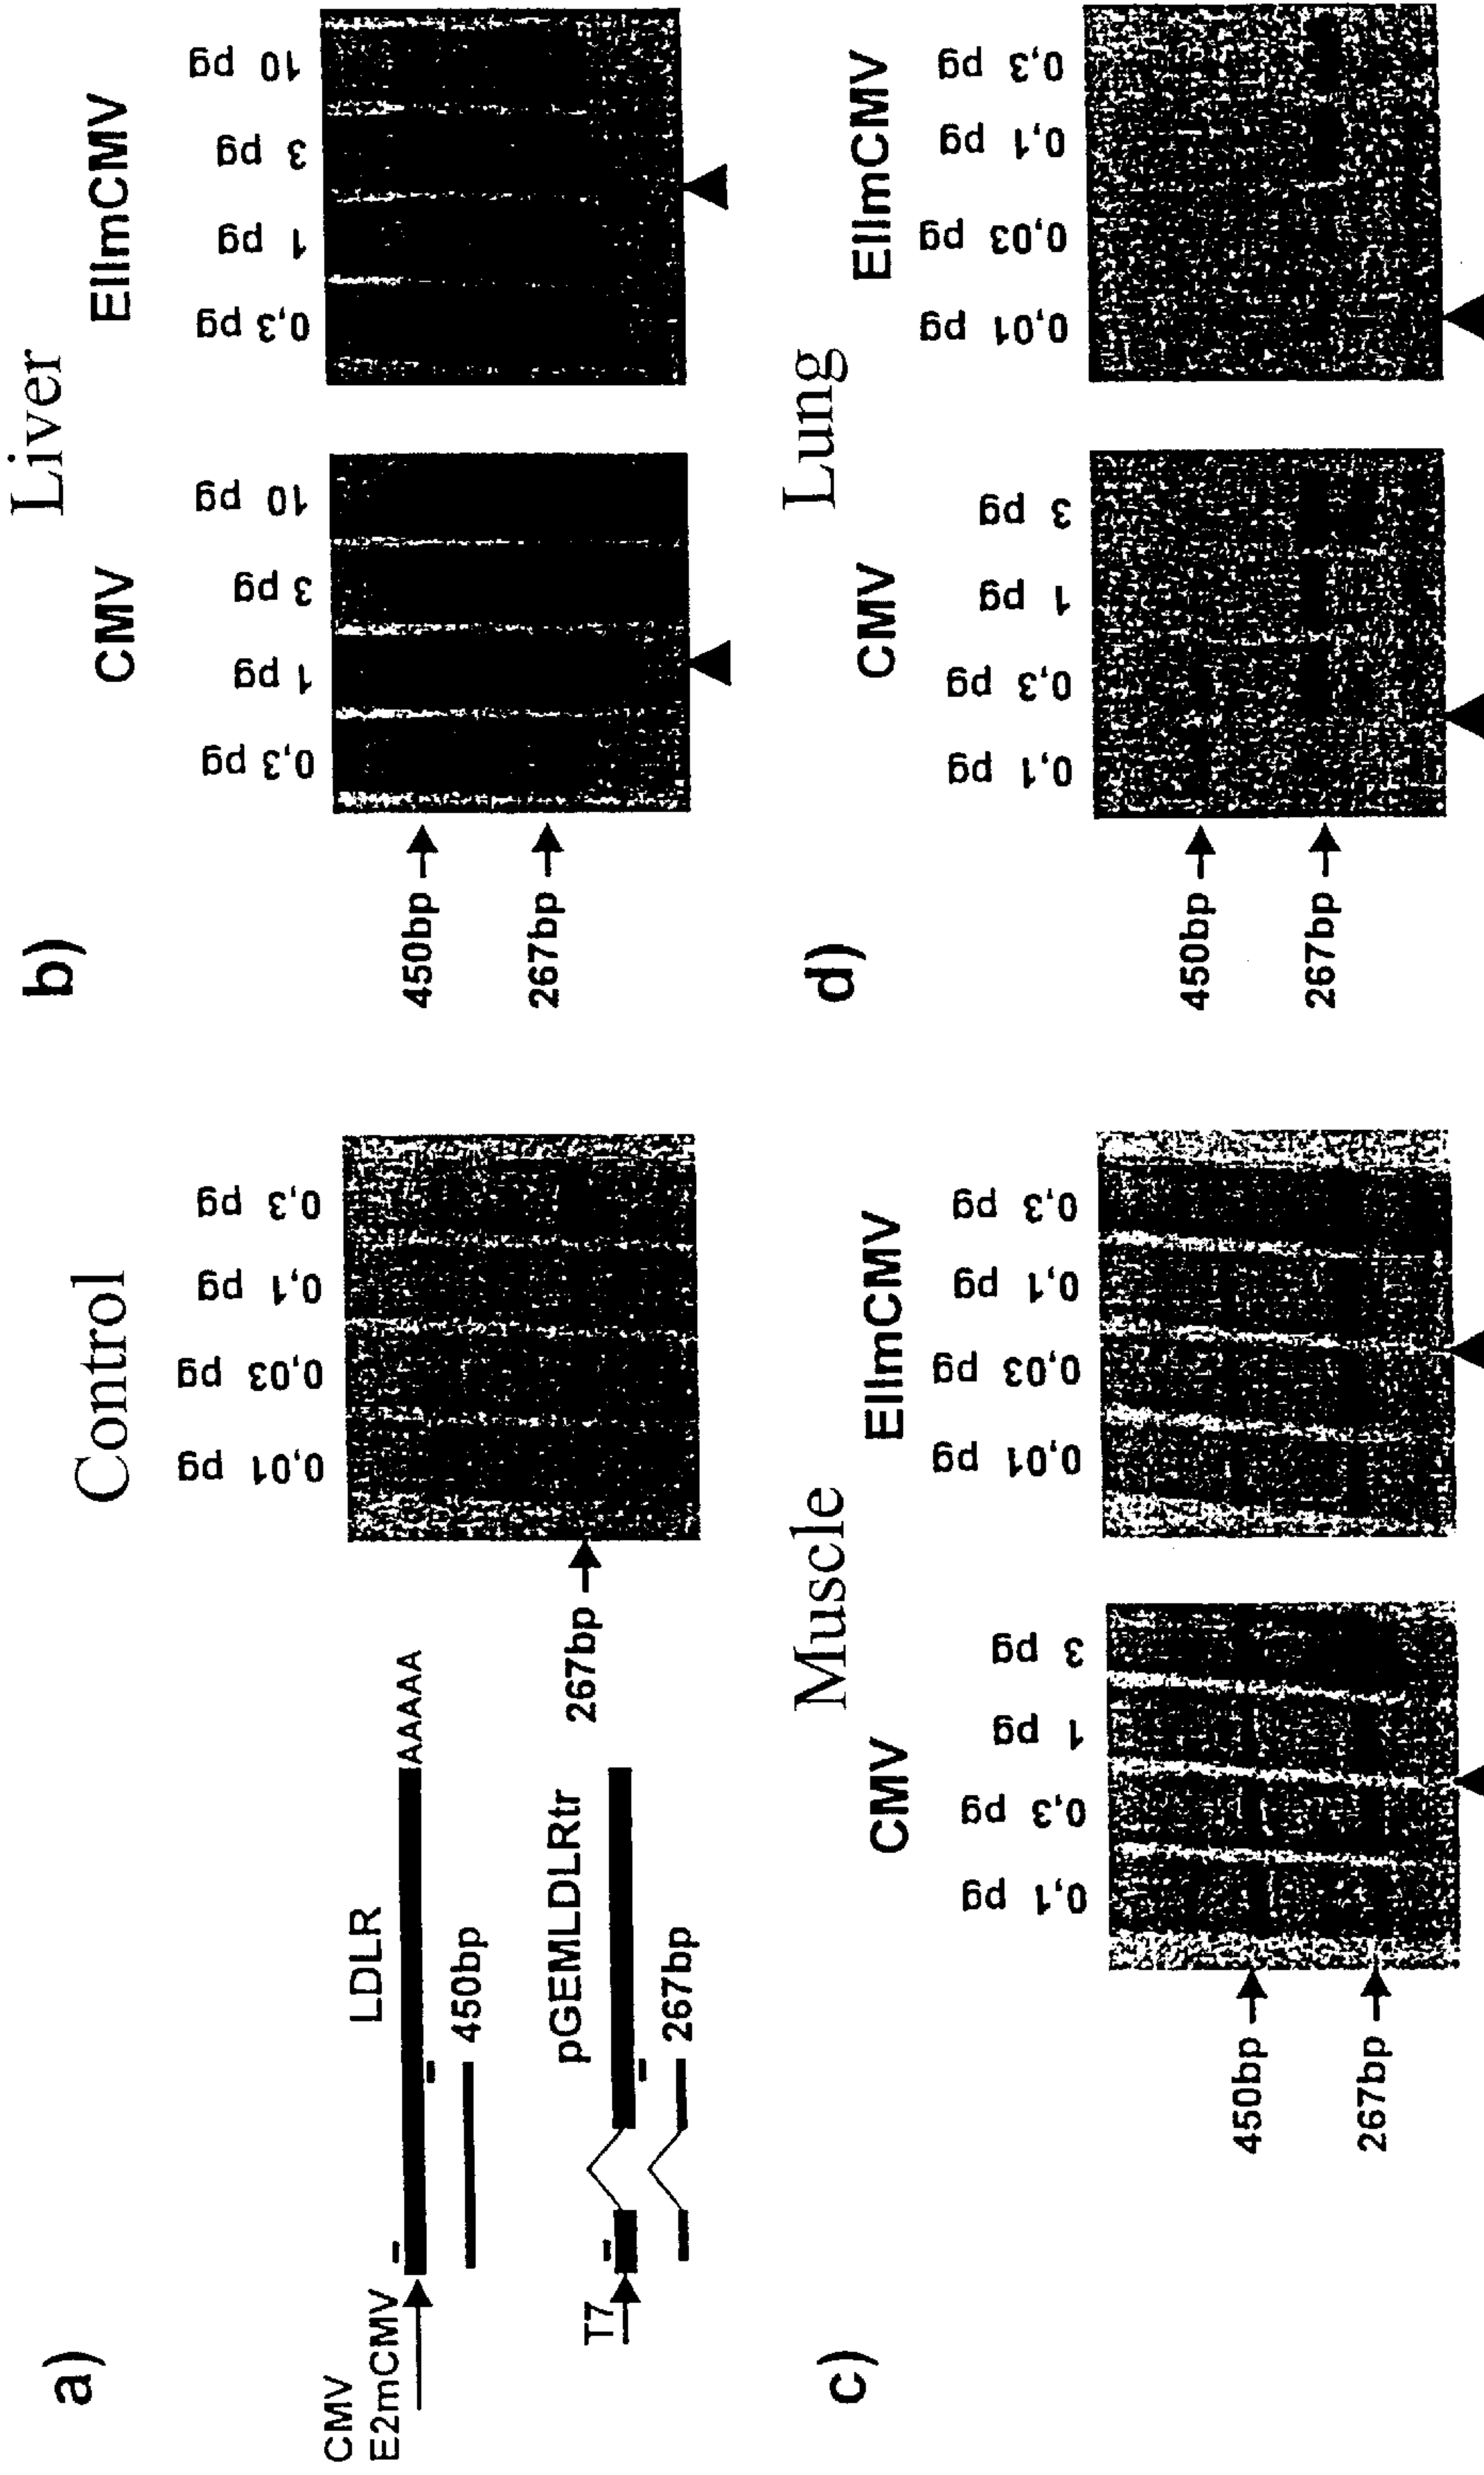 a)
CMV
E2mCMV
LDLR
AAAAA
450bp
T7
pGEMLDLRtr
267bp
Control
0,01 pg 0,03 pg 0,1 pg 0,3 pg
267bp
b)
Liver
CMV EIImCMV
0,3 pg 1 pg 3 pg 10 pg 0,3 pg 1 pg 3 pg 10 pg
450bp
267bp
c)
Muscle
CMV EIImCMV
0,1 pg 0,3 pg 1 pg 3 pg 0,01 pg 0,03 pg 0,1 pg 0,3 pg
450bp
267bp
d)
Lung
CMV EIImCMV
0,1 pg 0,3 pg 1 pg 3 pg 0,01 pg 0,03 pg 0,1 pg 0,3 pg
450bp
267bp